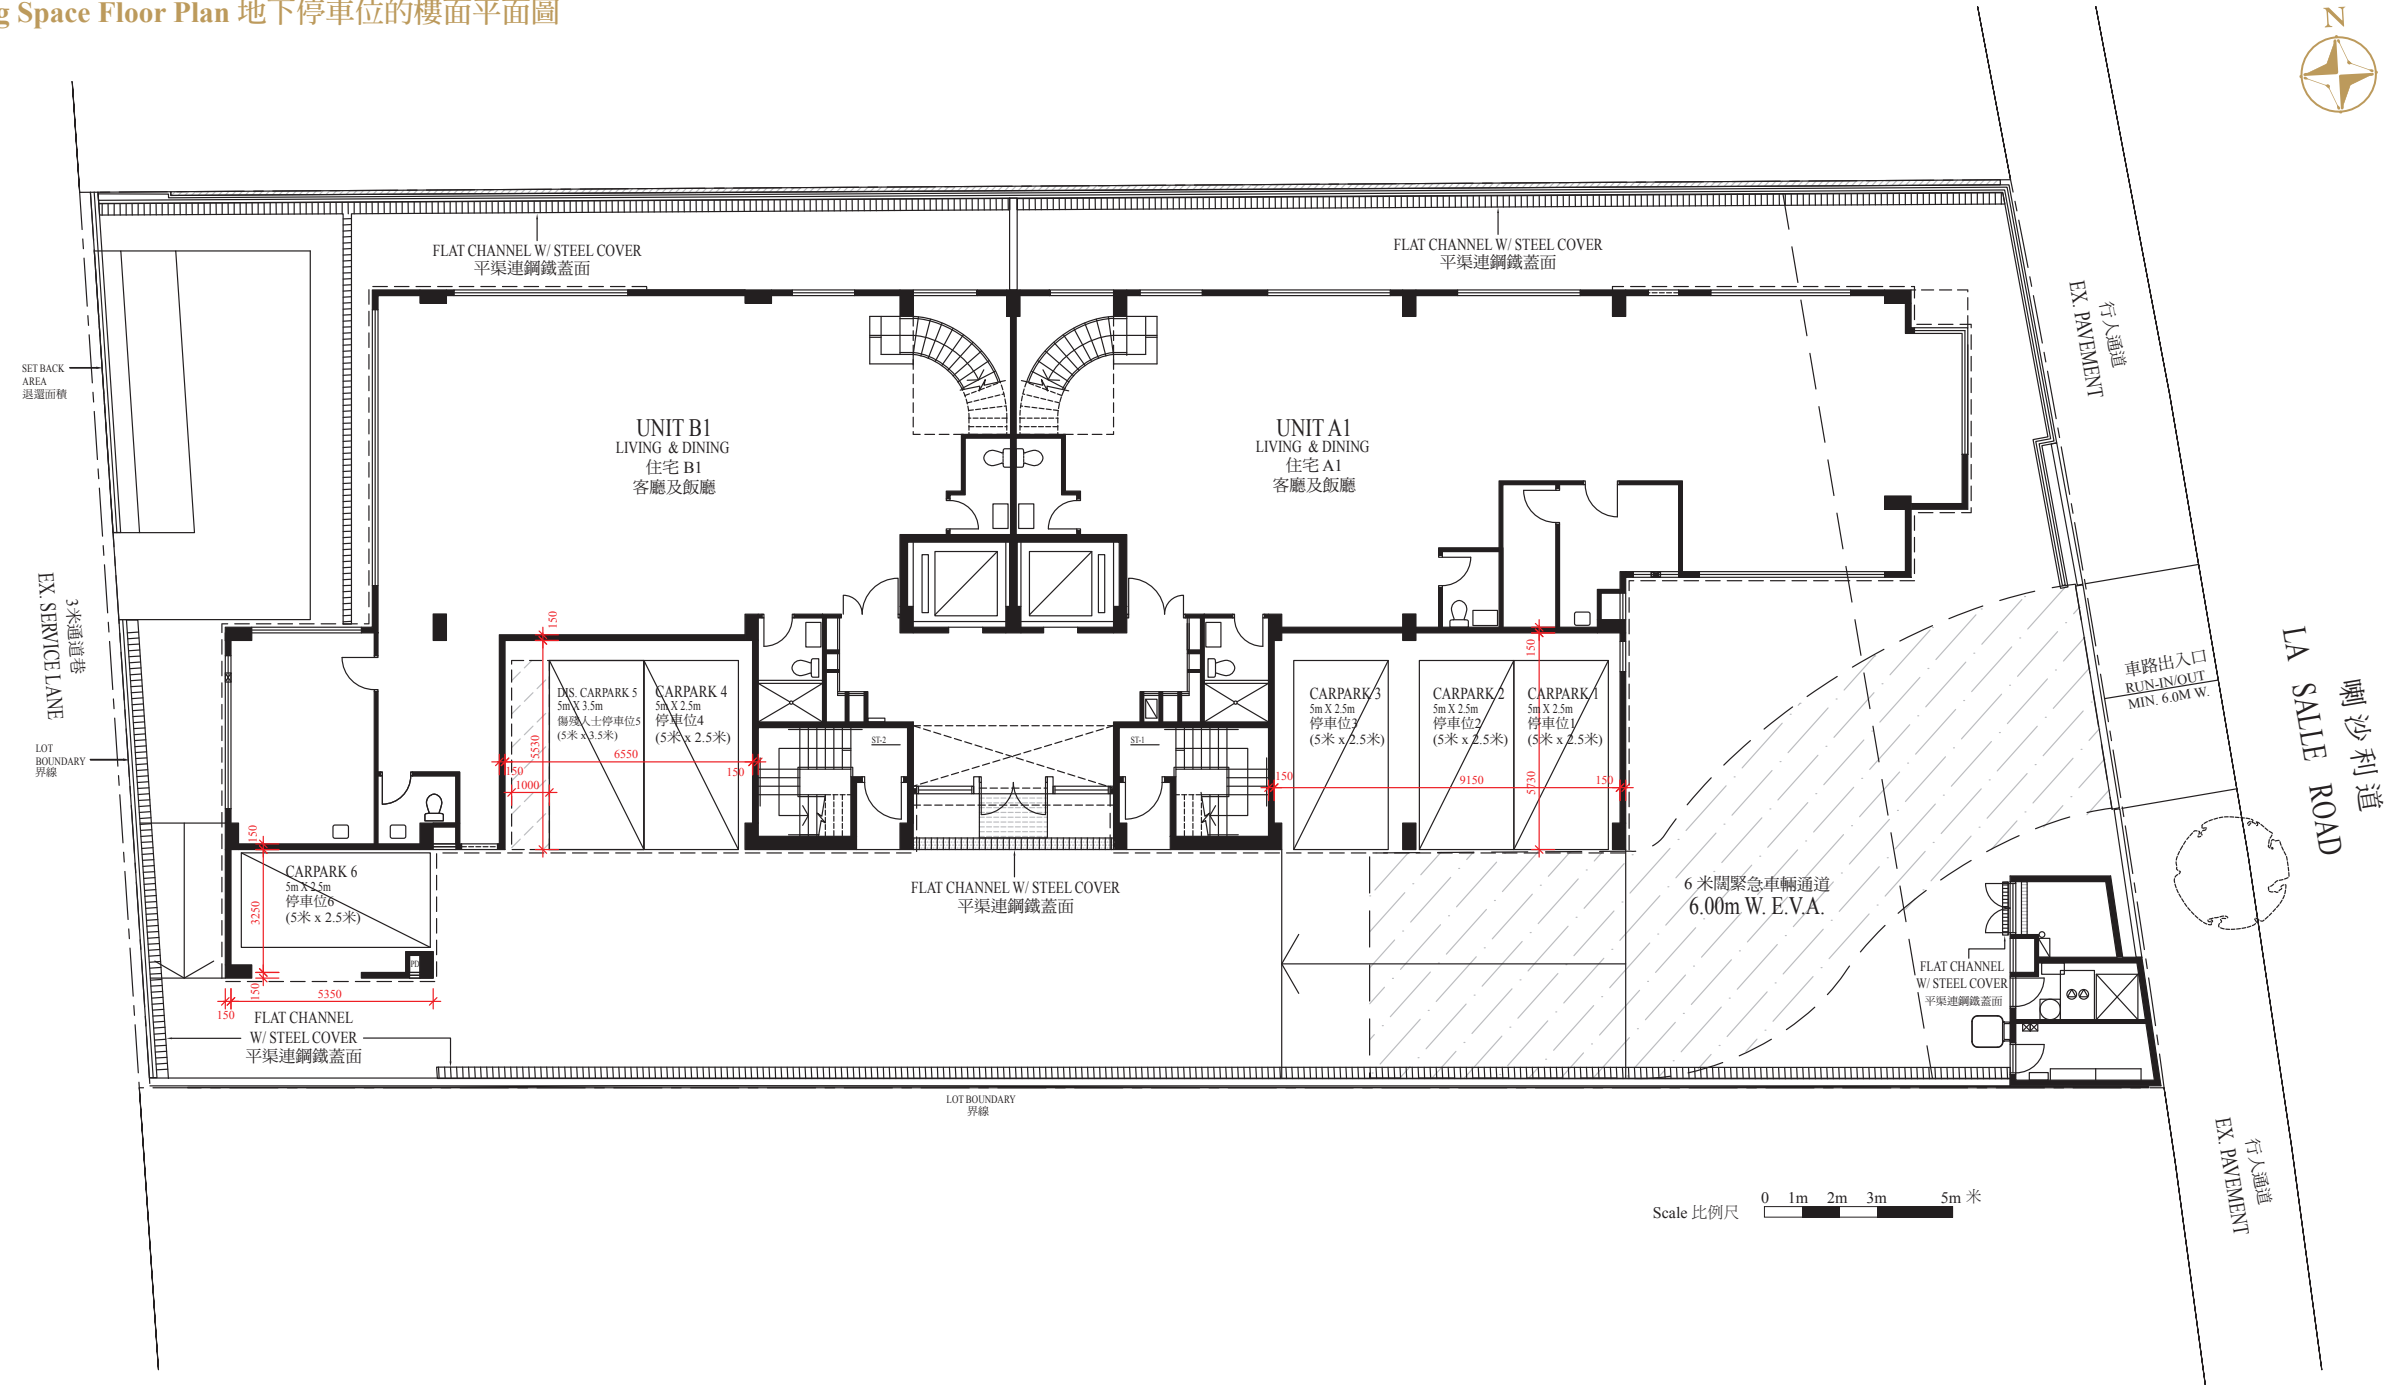 g Space Floor Plan 地下停車位的樓面平面圖
N
FLAT CHANNEL W/ STEEL COVER
平渠連鋼鐵蓋面
FLAT CHANNEL W/ STEEL COVER
平渠連鋼鐵蓋面
行人通道
EX. PAVEMENT
SET BACK
AREA
退還面積
UNIT B1
LIVING & DINING
住宅 B1
客廳及飯廳
UNIT A1
LIVING & DINING
住宅 A1
客廳及飯廳
3米通道巷
EX. SERVICE LANE
LOT
BOUNDARY
界線
150
DIS. CARPARK 5
5m X 3.5m
傷殘人士停車位5
(5米 x 3.5米)
CARPARK 4
5m X 2.5m
停車位4
(5米 x 2.5米)
5530
6550
150
150
1000
ST-2
ST-1
CARPARK 3
5m X 2.5m
停車位3
(5米 x 2.5米)
CARPARK 2
5m X 2.5m
停車位2
(5米 x 2.5米)
CARPARK 1
5m X 2.5m
停車位1
(5米 x 2.5米)
150
150
9150
5730
150
車路出入口
RUN-IN/OUT
MIN. 6.0M W.
喇沙利道
LA SALE ROAD
150
CARPARK 6
5m X 2.5m
停車位6
(5米 x 2.5米)
3250
150
PD
5350
150
FLAT CHANNEL
W/ STEEL COVER
平渠連鋼鐵蓋面
FLAT CHANNEL W/ STEEL COVER
平渠連鋼鐵蓋面
6 米闊緊急車輛通道
6.00m W. E.V.A.
FLAT CHANNEL
W/ STEEL COVER
平渠連鋼鐵蓋面
LOT BOUNDARY
界線
行人通道
EX. PAVEMENT
Scale 比例尺
0 1m 2m 3m 5m 米